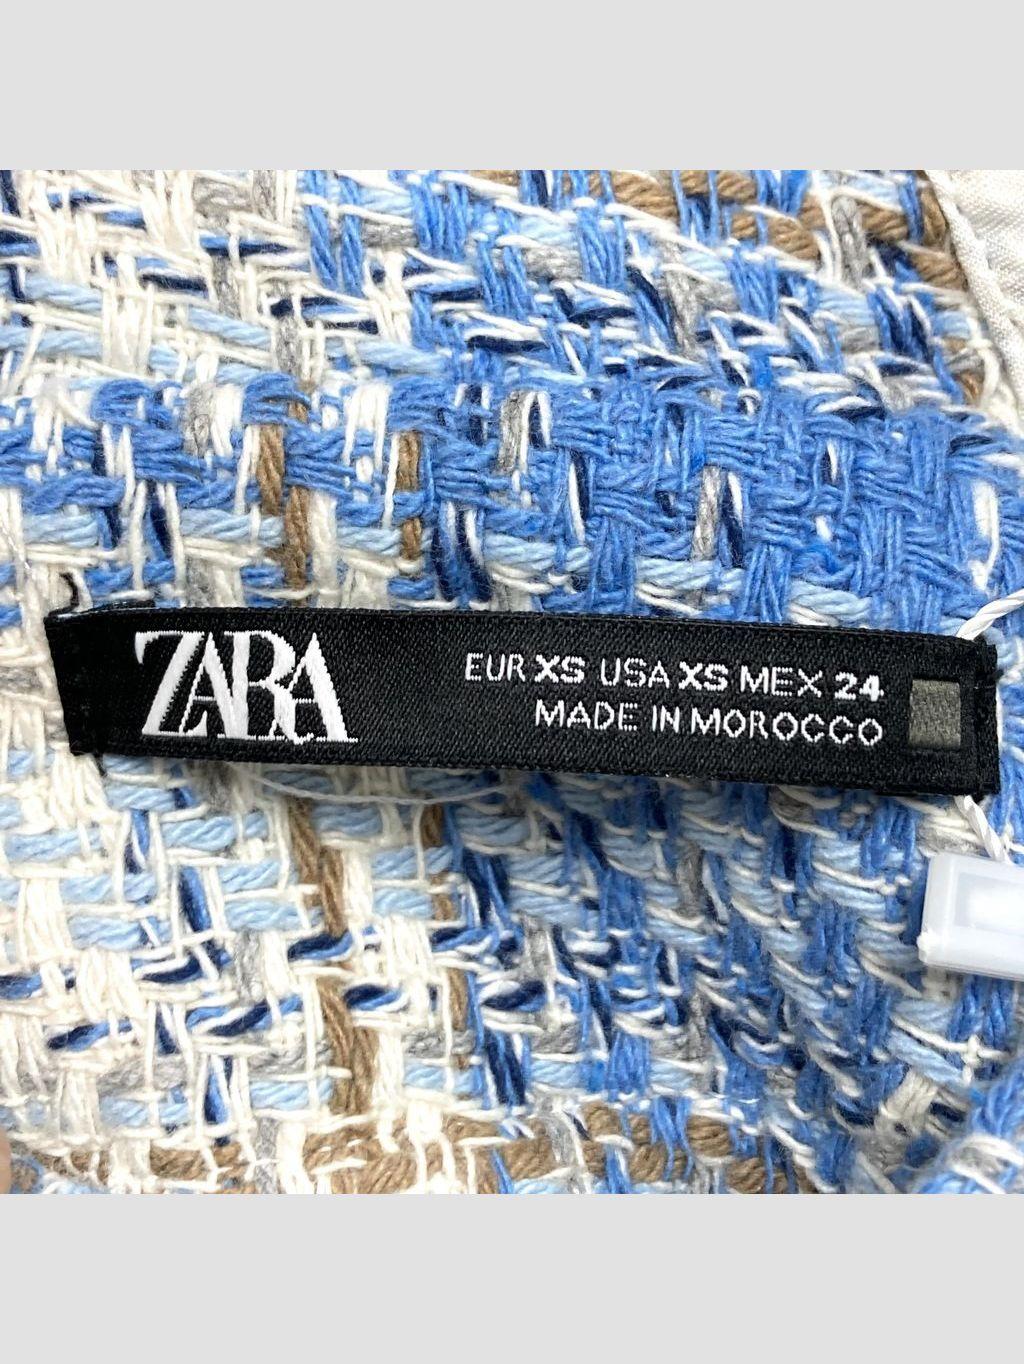 ZARA
EUR XS USA XS MEX 24
MADE IN MOROCCO